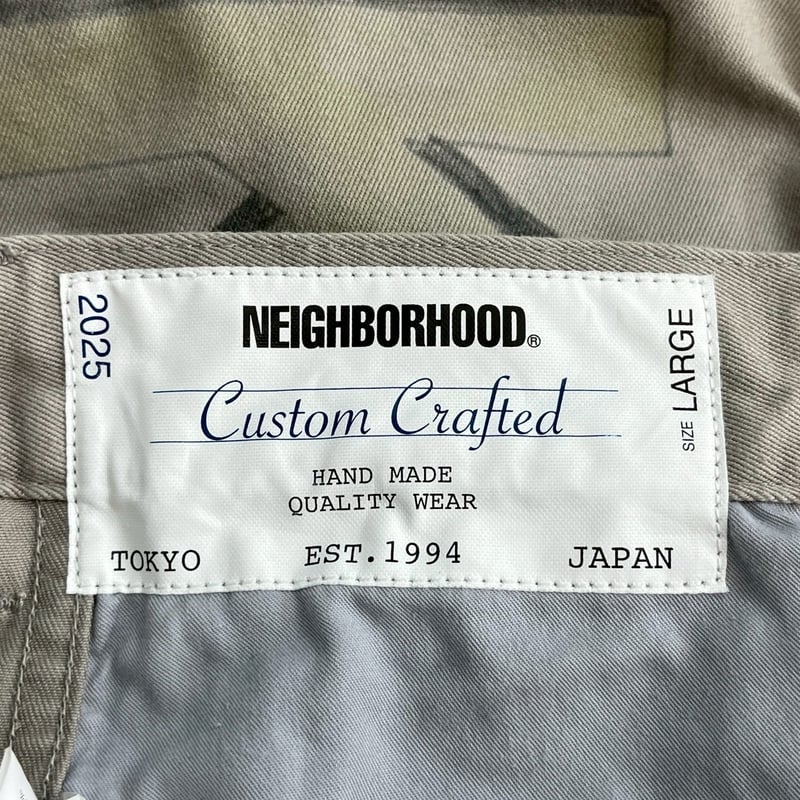 2025
NEIGHBORHOOD®
SIZE LARGE
Custom Crafted
HAND MADE
QUALITY WEAR
TOKYO EST.1994 JAPAN